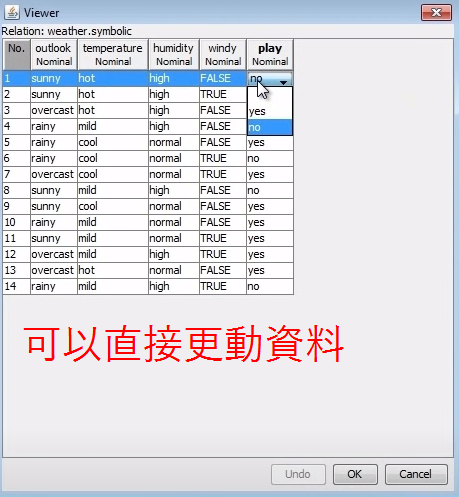 Viewer
Relation: weather.symbolic
No. outlook temperature humidity windy play
Nominal Nominal Nominal Nominal Nominal
1 sunny hot high FALSE no
2 sunny hot high TRUE
3 overcast hot high FALSE yes
4 rainy mild high FALSE no
5 rainy cool normal FALSE yes
6 rainy cool normal TRUE no
7 overcast cool normal TRUE yes
8 sunny mild high FALSE no
9 sunny cool normal FALSE yes
10 rainy mild normal FALSE yes
11 sunny mild normal TRUE yes
12 overcast mild high TRUE yes
13 overcast hot normal FALSE yes
14 rainy mild high TRUE no
可以直接更動資料
Undo OK Cancel